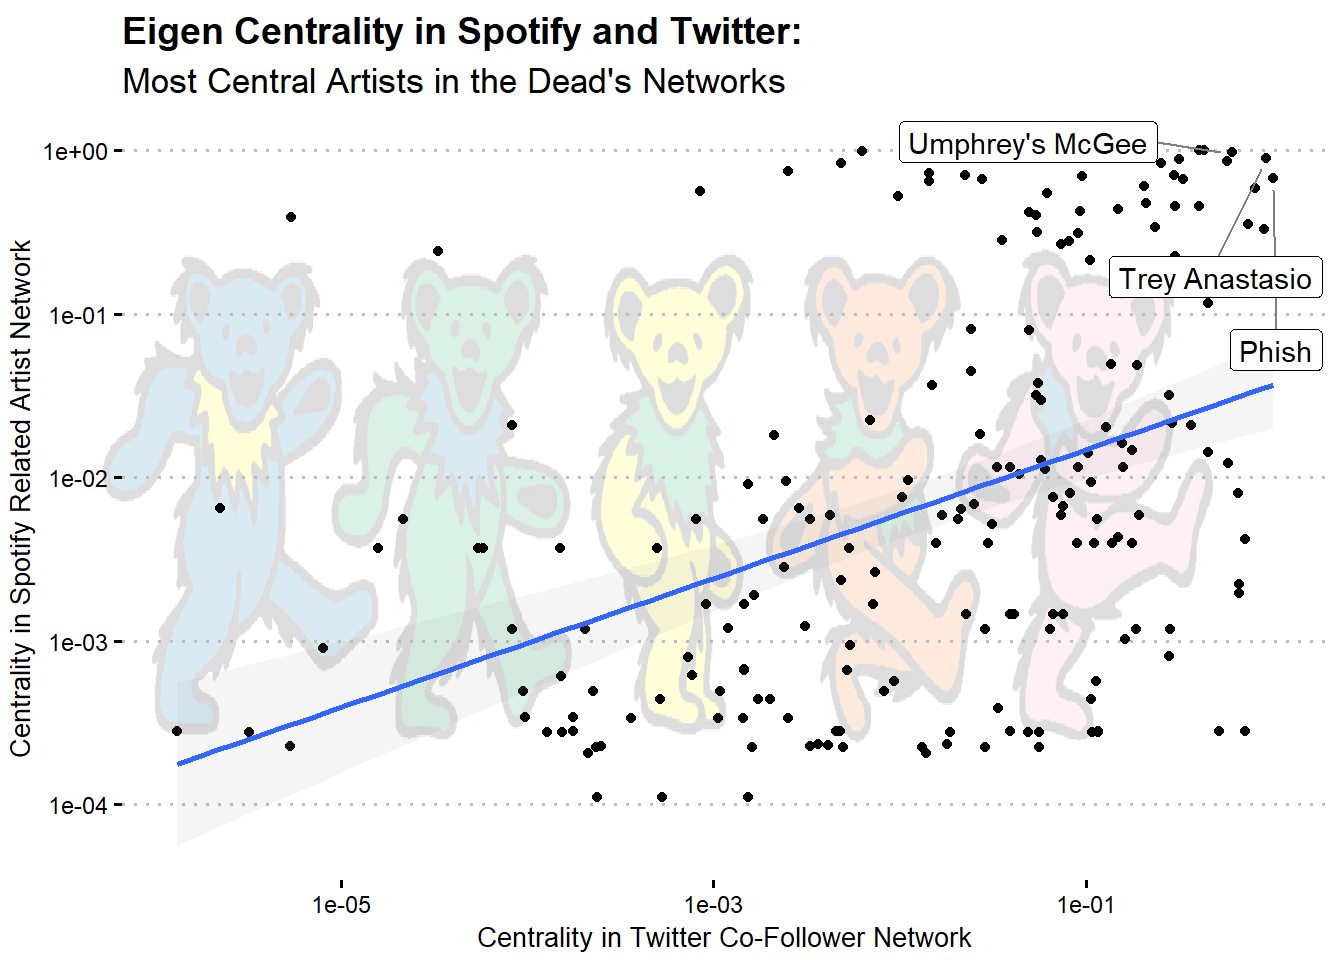 Eigen Centrality in Spotify and Twitter:
Most Central Artists in the Dead's Networks
Centrality in Spotify Related Artist Network
1e+00
1e-01
1e-02
1e-03
1e-04
Umphrey's McGee
Trey Anastasio
Phish
1e-05
1e-03
1e-01
Centrality in Twitter Co-Follower Network